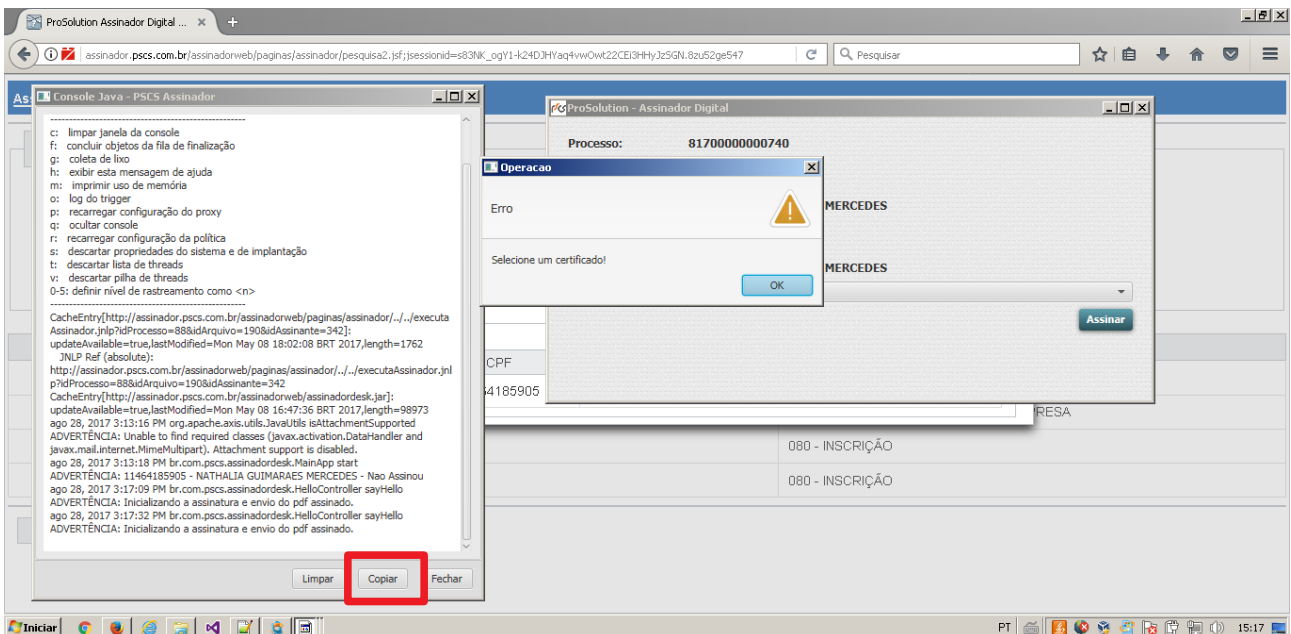 ProSolution Assinador Digital ...
assinador.pscs.com.br/assinadorweb/paginas/assinador/pesquisa2.jsf;jsessionid=s83NK_ogY1-k24DJHYaq4vwOwt22CEi3HHyJzSGN.8zu52ge547
Pesquisar
As
Console Java - PSCS Assinador
----------------------------------------------------
c: limpar janela da console
f: concluir objetos da fila de finalização
g: coleta de lixo
h: exibir esta mensagem de ajuda
m: imprimir uso de memória
o: log do trigger
p: recarregar configuração do proxy
q: ocultar console
r: recarregar configuração da política
s: descartar propriedades do sistema e de implantação
t: descartar lista de threads
v: descartar pilha de threads
0-5: definir nível de rastreamento como <n>
----------------------------------------------------
CacheEntry[http://assinador.pscs.com.br/assinadorweb/paginas/assinador/../../executa
Assinador.jnlp?idProcesso=88&idArquivo=190&idAssinante=342]:
updateAvailable=true,lastModified=Mon May 08 18:02:08 BRT 2017,length=1762
JNLP Ref (absolute):
http://assinador.pscs.com.br/assinadorweb/paginas/assinador/../../executaAssinador.jnl
p?idProcesso=88&idArquivo=190&idAssinante=342
CacheEntry[http://assinador.pscs.com.br/assinadorweb/assinadordesk.jar]:
updateAvailable=true,lastModified=Mon May 08 16:47:36 BRT 2017,length=98973
ago 28, 2017 3:13:16 PM org.apache.axis.utils.JavaUtils isAttachmentSupported
ADVERTÊNCIA: Unable to find required classes (javax.activation.DataHandler and
javax.mail.internet.MimeMultipart). Attachment support is disabled.
ago 28, 2017 3:13:18 PM br.com.pscs.assinadordesk.MainApp start
ADVERTÊNCIA: 11464185905 - NATHALIA GUIMARAES MERCEDES - Nao Assinou
ago 28, 2017 3:17:09 PM br.com.pscs.assinadordesk.HelloController sayHello
ADVERTÊNCIA: Inicializando a assinatura e envio do pdf assinado.
ago 28, 2017 3:17:32 PM br.com.pscs.assinadordesk.HelloController sayHello
ADVERTÊNCIA: Inicializando a assinatura e envio do pdf assinado.
Limpar
Copiar
Fechar
ProSolution - Assinador Digital
Processo: 81700000000740
Operacao
Erro
Selecione um certificado!
OK
MERCEDES
MERCEDES
Assinar
CPF
4185905
RESA
080 - INSCRIÇÃO
080 - INSCRIÇÃO
Iniciar
PT
15:17